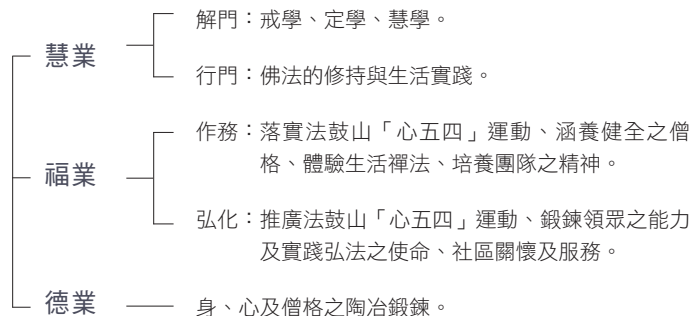 解門：戒學、定學、慧學。
慧業
行門：佛法的修持與生活實踐。
作務：落實法鼓山「心五四」運動、涵養健全之僧
格、體驗生活禪法、培養團隊之精神。
福業
弘化：推廣法鼓山「心五四」運動、鍛鍊領眾之能力
及實踐弘法之使命、社區關懷及服務。
德業
身、心及僧格之陶冶鍛鍊。